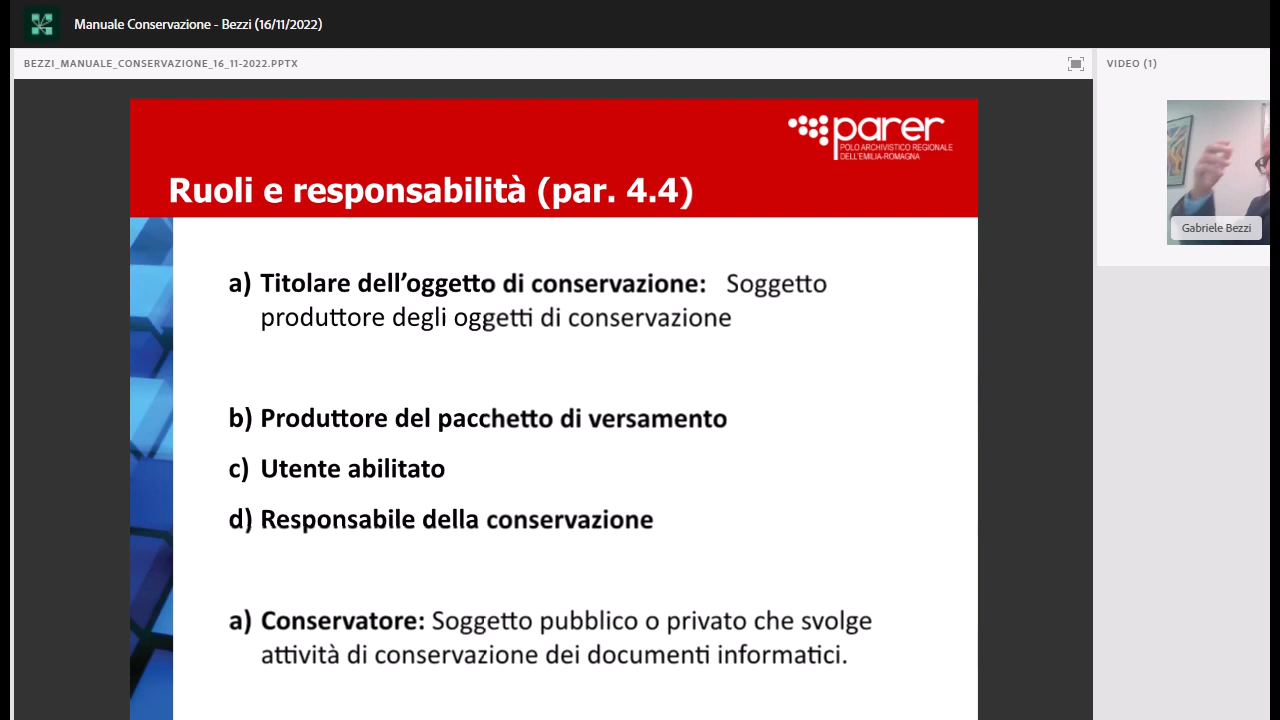 Manuale Conservazione - Bezzi (16/11/2022)
BEZZI_MANUALE_CONSERVAZIONE_16_11-2022.PPTX
VIDEO (1)
parer
POLO ARCHIVISTICO REGIONALE
DELL'EMILIA-ROMAGNA
Ruoli e responsabilità (par. 4.4)
Gabriele Bezzi
a) Titolare dell’oggetto di conservazione: Soggetto
produttore degli oggetti di conservazione
b) Produttore del pacchetto di versamento
c) Utente abilitato
d) Responsabile della conservazione
a) Conservatore: Soggetto pubblico o privato che svolge
attività di conservazione dei documenti informatici.